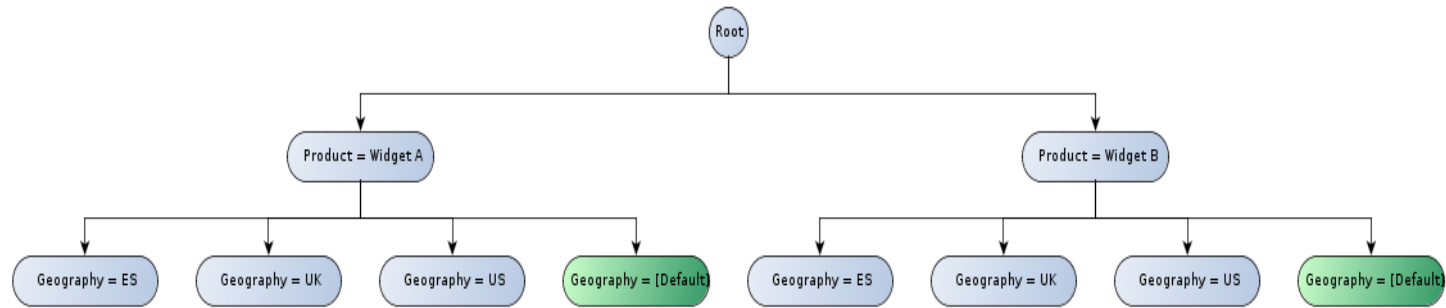 Root
Product = Widget A
Product = Widget B
Geography = ES
Geography = UK
Geography = US
Geography = [Default]
Geography = ES
Geography = UK
Geography = US
Geography = [Default]